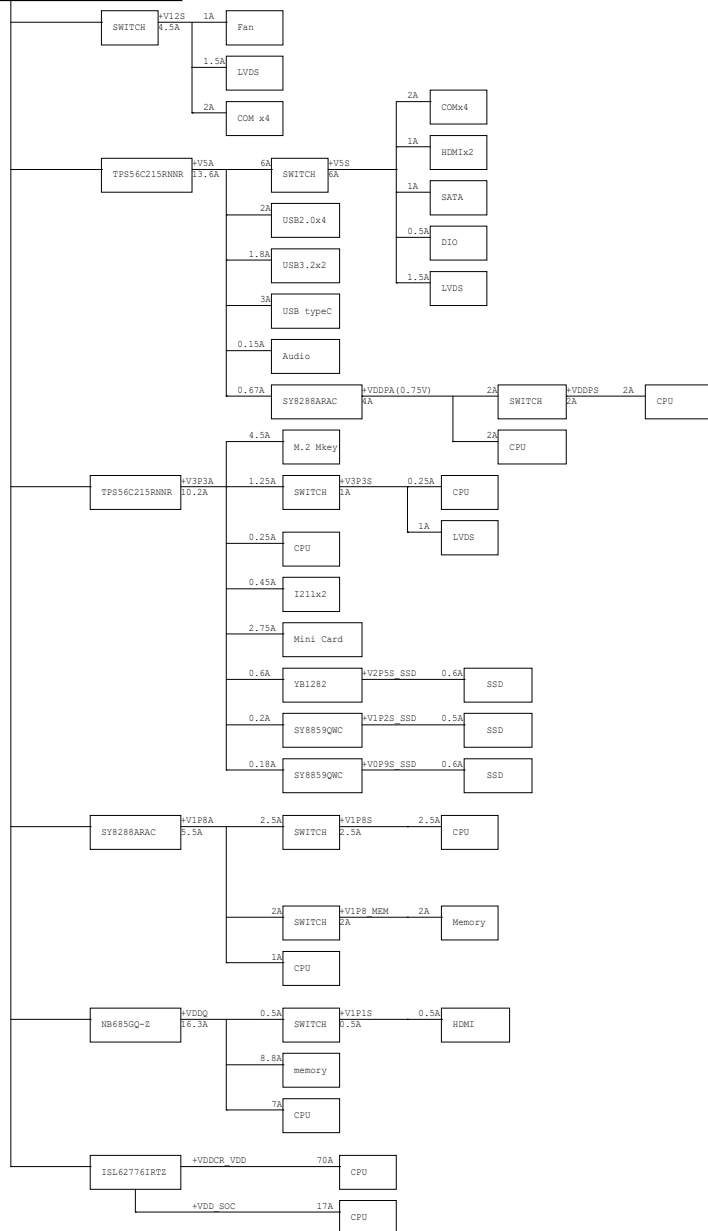 +V12S 1A
SWITCH 4.5A Fan
1.5A
LVDS
2A
COM x4
2A
COMx4
1A
HDMIx2
+V5A 6A +V5S
TPS56C215RNNR 13.6A SWITCH 6A
1A
SATA
2A
USB2.0x4
0.5A
DIO
1.8A
USB3.2x2
1.5A
LVDS
3A
USB typeC
0.15A
Audio
0.67A +VDDPA(0.75V) 2A +VDDPS 2A
SY8288ARAC 4A SWITCH 2A CPU
2A
CPU
4.5A
M.2 Mkey
+V3P3A 1.25A +V3P3S 0.25A
TPS56C215RNNR 10.2A SWITCH 1A CPU
1A
LVDS
0.25A
CPU
0.45A
I211x2
2.75A
Mini Card
0.6A +V2P5S_SSD 0.6A
YB1282 SSD
0.2A +V1P2S_SSD 0.5A
SY8859QWC SSD
0.18A +V0P9S_SSD 0.6A
SY8859QWC SSD
+V1P8A 2.5A +V1P8S 2.5A
SY8288ARAC 5.5A SWITCH 2.5A CPU
2A +V1P8_MEM 2A
SWITCH 2A Memory
1A
CPU
+VDDQ 0.5A +V1P1S 0.5A
NB685GQ-Z 16.3A SWITCH 0.5A HDMI
8.8A
memory
7A
CPU
+VDDCR_VDD 70A
ISL62776IRTZ CPU
+VDD_SOC 17A
CPU